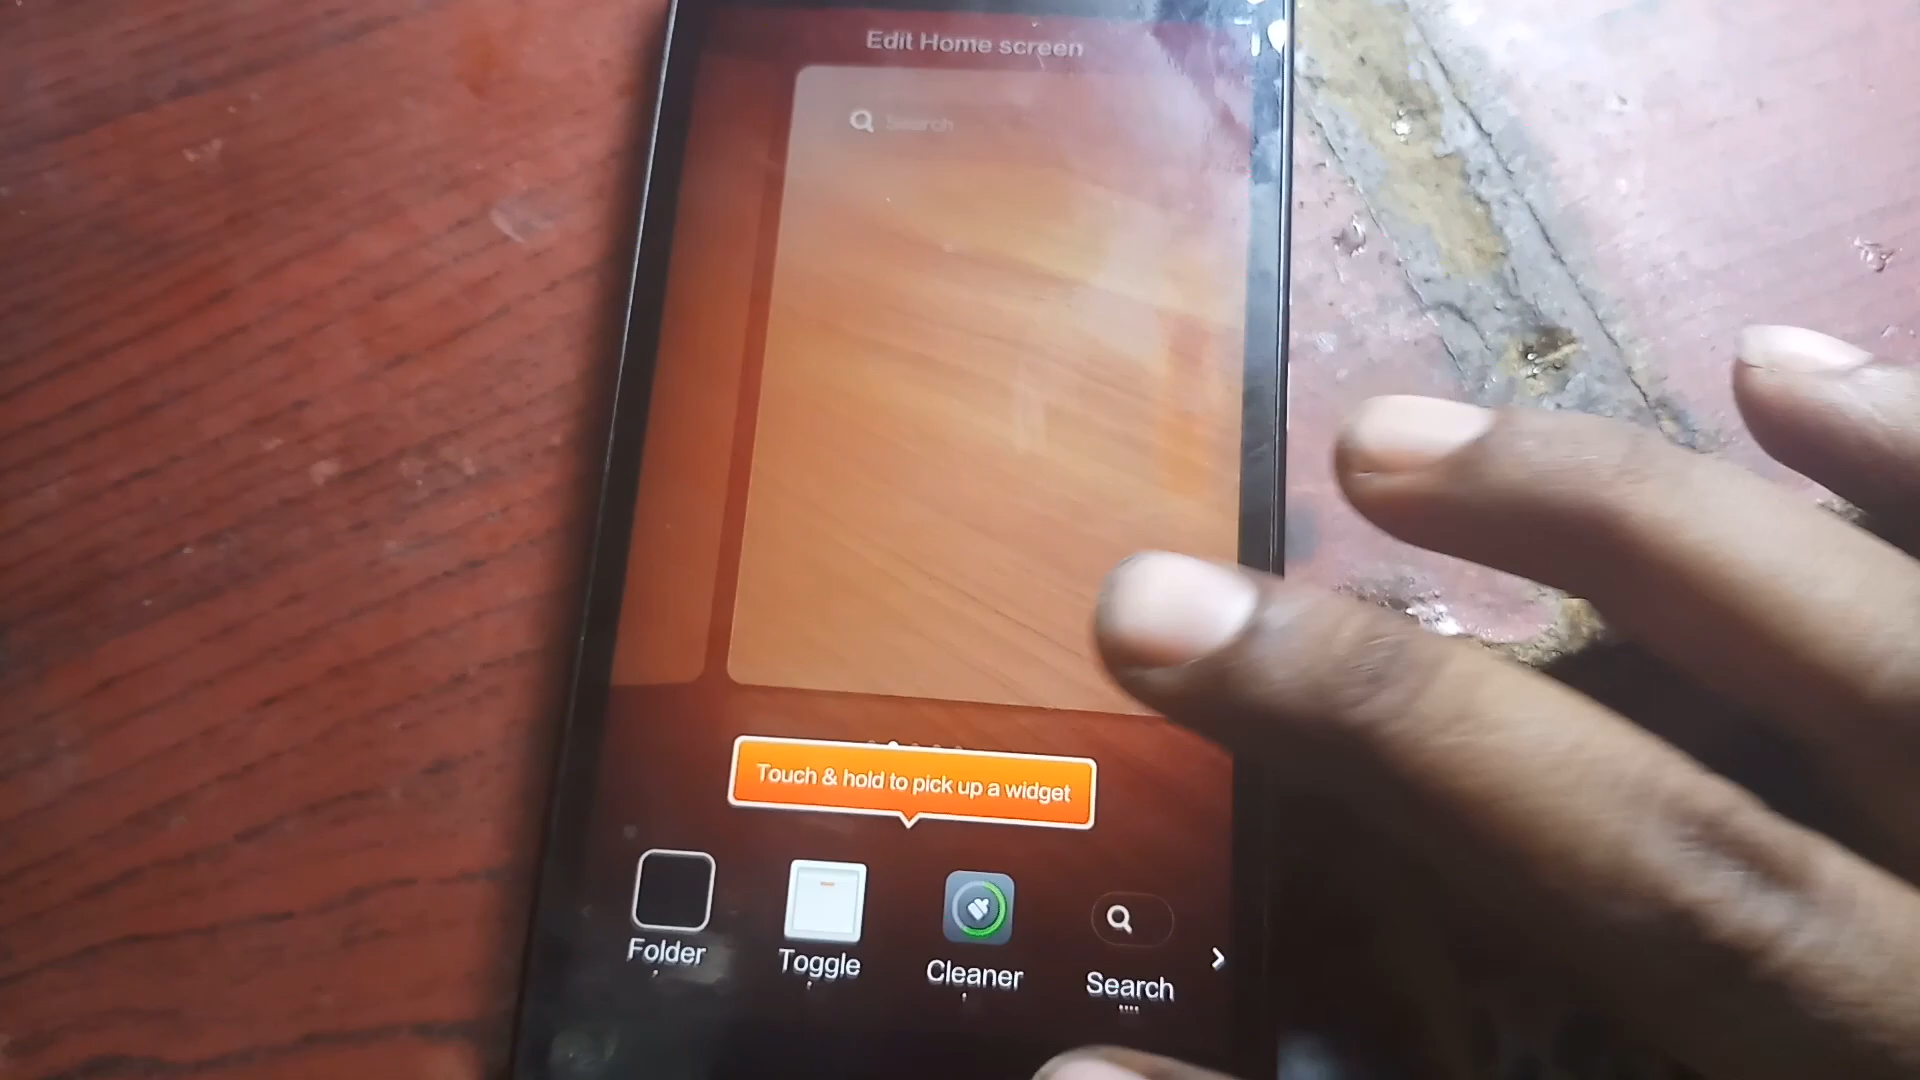 Edit Home screen
Search
Touch & hold to pick up a widget
Folder
Toggle
Cleaner
Search